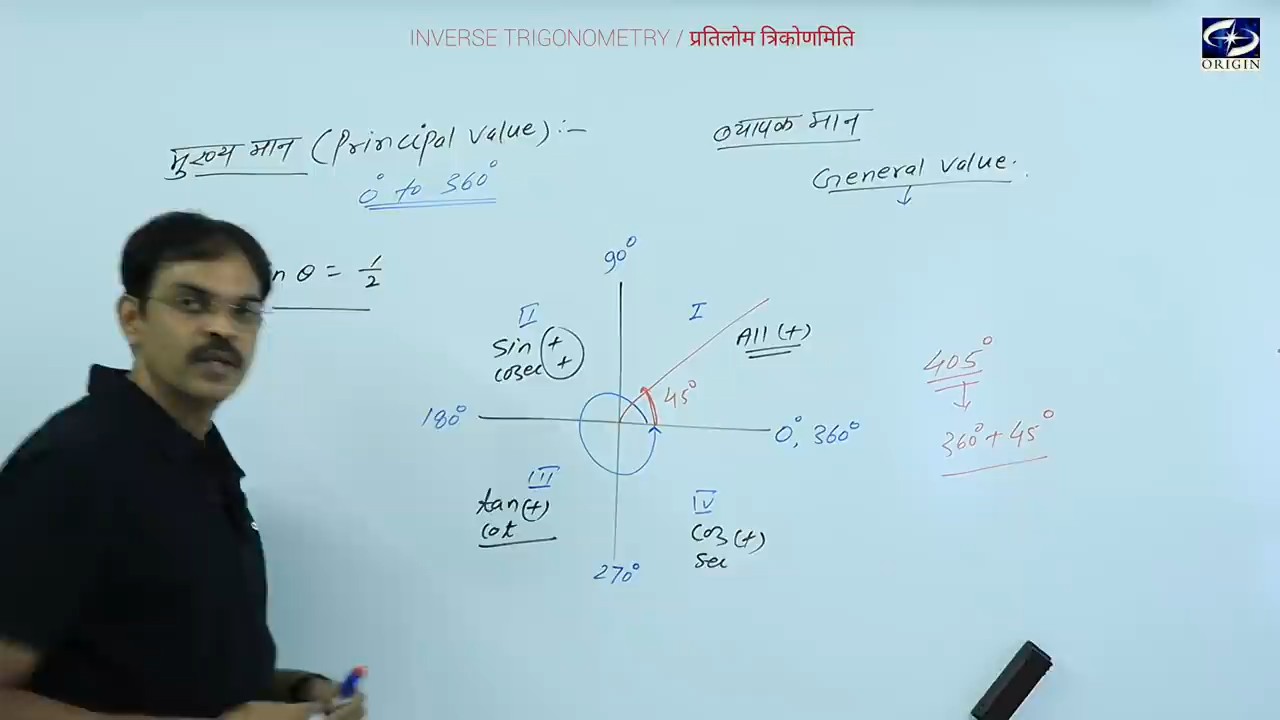 INVERSE TRIGONOMETRY / प्रतिलोम त्रिकोणमिति
ORIGIN
मुख्य मान (Principal value):-
0° to 360°
व्यापक मान
General value.
n θ = 1/2
90°
II
sin +
cosec +
I
All (+)
45°
180°
0°, 360°
III
tan (+)
cot
IV
cos (+)
sec
270°
405°
360° + 45°